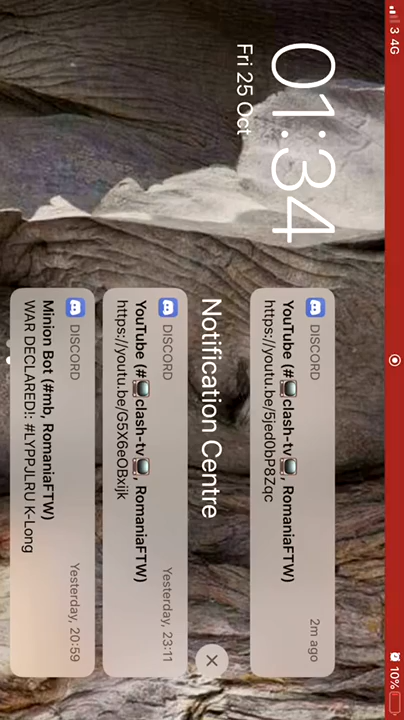 3 4G
10%
01:34
Fri 25 Oct
DISCORD
2m ago
YouTube (#📺clash-tv📺, RomaniaFTW)
https://youtu.be/5jed0bP8Zqc
Notification Centre
DISCORD
Yesterday, 23:11
YouTube (#📺clash-tv📺, RomaniaFTW)
https://youtu.be/G5X6eOBxijk
DISCORD
Yesterday, 20:59
Minion Bot (#mb, RomaniaFTW)
WAR DECLARED!: #LYPPJLRU K-Long